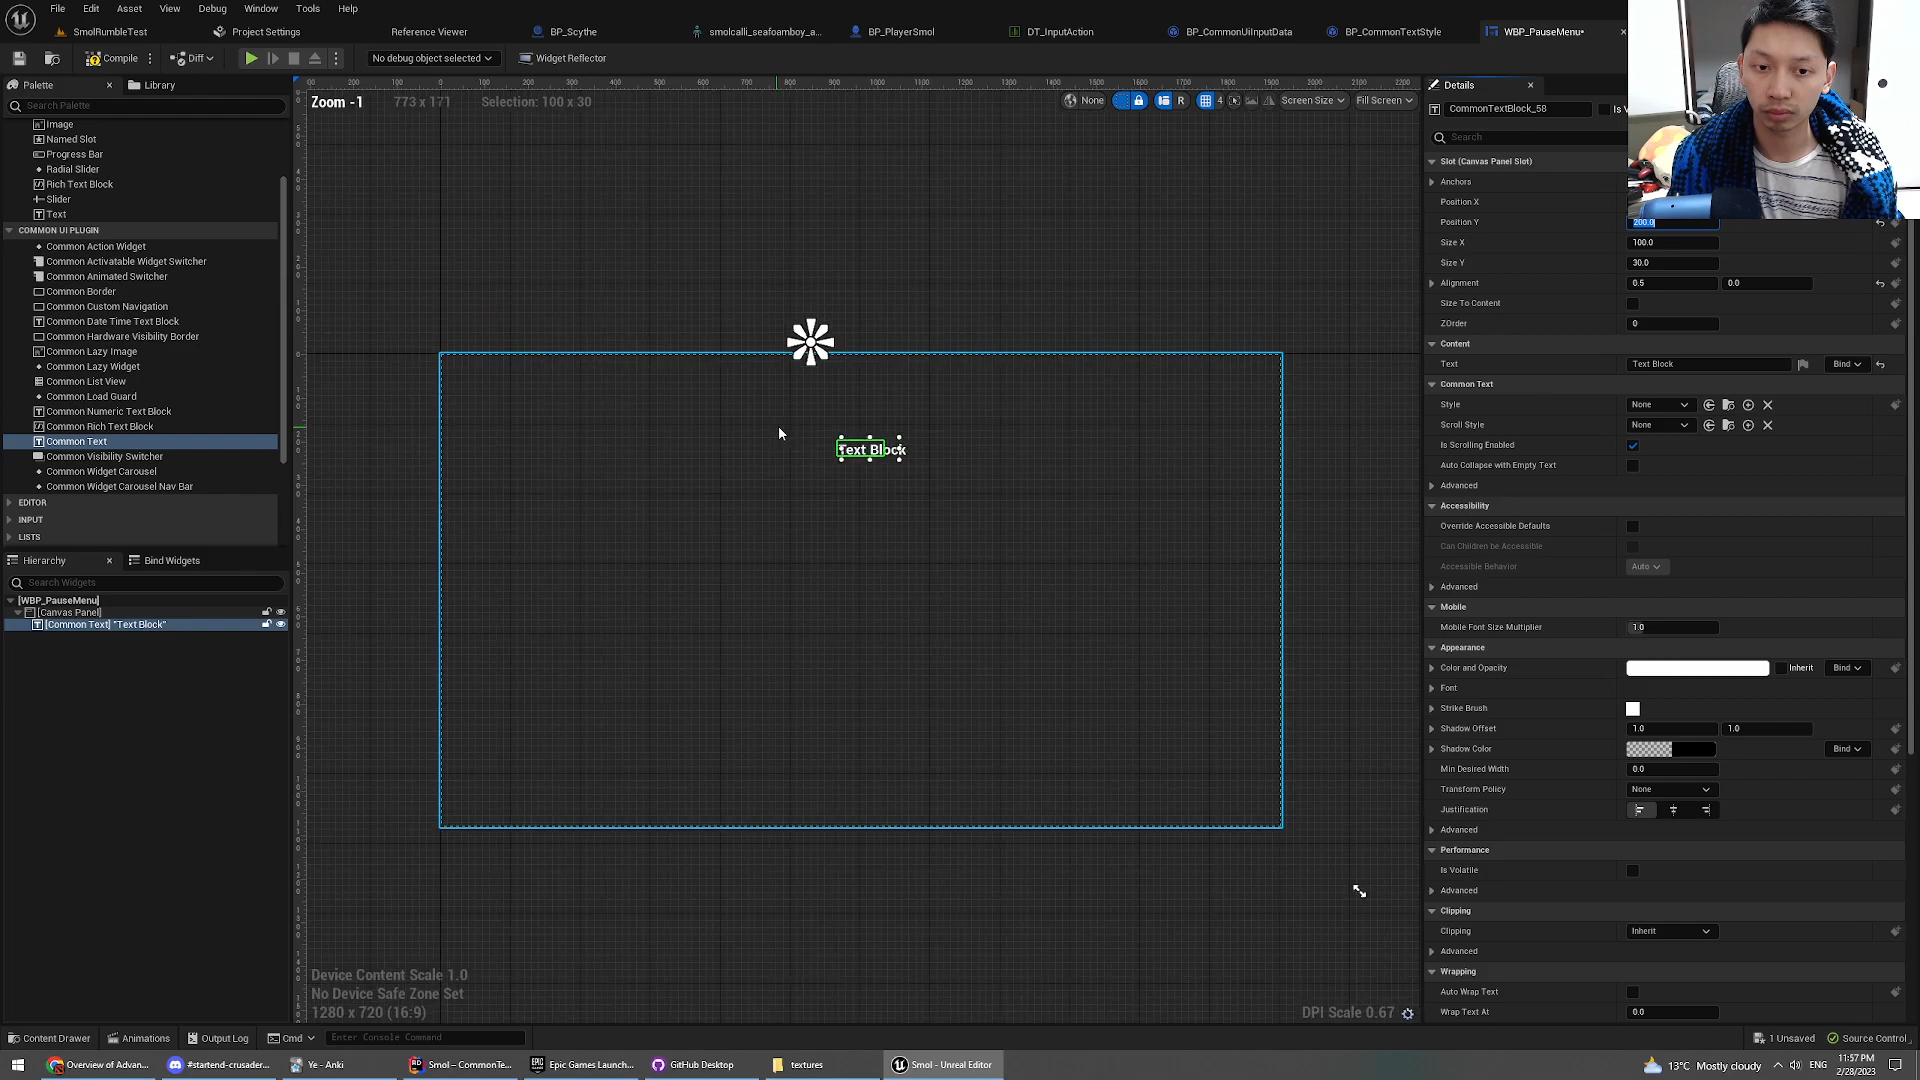 File Edit Asset View Debug Window Tools Help
SmolRumbleTest Project Settings Reference Viewer BP_Scythe smolcalli_seafoamboy_a... BP_PlayerSmol DT_InputAction BP_CommonUiInputData BP_CommonTextStyle WBP_PauseMenu•
Compile Diff No debug object selected Widget Reflector
Palette Library
Search Palette
Image
Named Slot
Progress Bar
Radial Slider
Rich Text Block
Slider
Text
COMMON UI PLUGIN
Common Action Widget
Common Activatable Widget Switcher
Common Animated Switcher
Common Border
Common Custom Navigation
Common Date Time Text Block
Common Hardware Visibility Border
Common Lazy Image
Common Lazy Widget
Common List View
Common Load Guard
Common Numeric Text Block
Common Rich Text Block
Common Text
Common Visibility Switcher
Common Widget Carousel
Common Widget Carousel Nav Bar
EDITOR
INPUT
LISTS
Hierarchy Bind Widgets
Search Widgets
[WBP_PauseMenu]
[Canvas Panel]
[Common Text] "Text Block"
Zoom -1 773 x 171 Selection: 100 x 30
None R 4 Screen Size Fill Screen
Text Block
Device Content Scale 1.0
No Device Safe Zone Set
1280 x 720 (16:9)
DPI Scale 0.67
Details
CommonTextBlock_58 Is V
Search
Slot (Canvas Panel Slot)
Anchors
Position X
Position Y 200.0
Size X 100.0
Size Y 30.0
Alignment 0.5 0.0
Size To Content
ZOrder 0
Content
Text Text Block Bind
Common Text
Style None
Scroll Style None
Is Scrolling Enabled
Auto Collapse with Empty Text
Advanced
Accessibility
Override Accessible Defaults
Can Children be Accessible
Accessible Behavior Auto
Advanced
Mobile
Mobile Font Size Multiplier 1.0
Appearance
Color and Opacity Inherit Bind
Font
Strike Brush
Shadow Offset 1.0 1.0
Shadow Color Bind
Min Desired Width 0.0
Transform Policy None
Justification
Advanced
Performance
Is Volatile
Advanced
Clipping
Clipping Inherit
Advanced
Wrapping
Auto Wrap Text
Wrap Text At 0.0
Content Drawer Animations Output Log Cmd Enter Console Command 1 Unsaved Source Control
Overview of Advan... #startend-crusader... Ye - Anki Smol – CommonTe... Epic Games Launch... GitHub Desktop textures Smol - Unreal Editor 13°C Mostly cloudy ENG 11:57 PM
2/28/2023